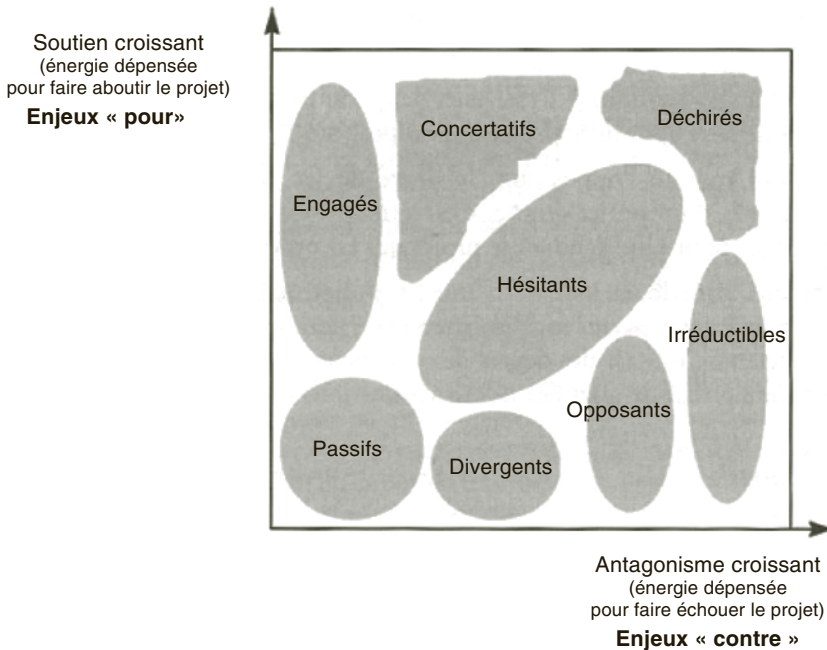 Soutien croissant
(énergie dépensée
pour faire aboutir le projet)
Enjeux « pour»
Concertatifs
Déchirés
Engagés
Hésitants
Irréductibles
Opposants
Passifs
Divergents
Antagonisme croissant
(énergie dépensée
pour faire échouer le projet)
Enjeux « contre »